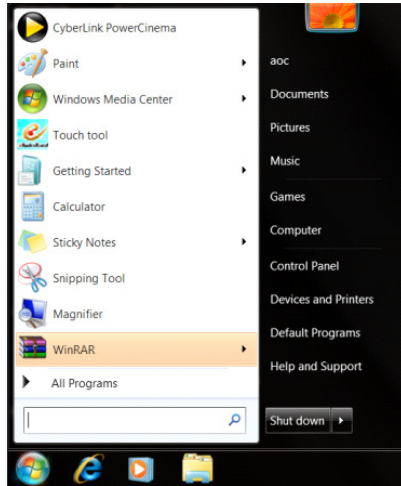 CyberLink PowerCinema
Paint
Windows Media Center
Touch tool
Getting Started
Calculator
Sticky Notes
Snipping Tool
Magnifier
WinRAR
All Programs
aoc
Documents
Pictures
Music
Games
Computer
Control Panel
Devices and Printers
Default Programs
Help and Support
Shut down